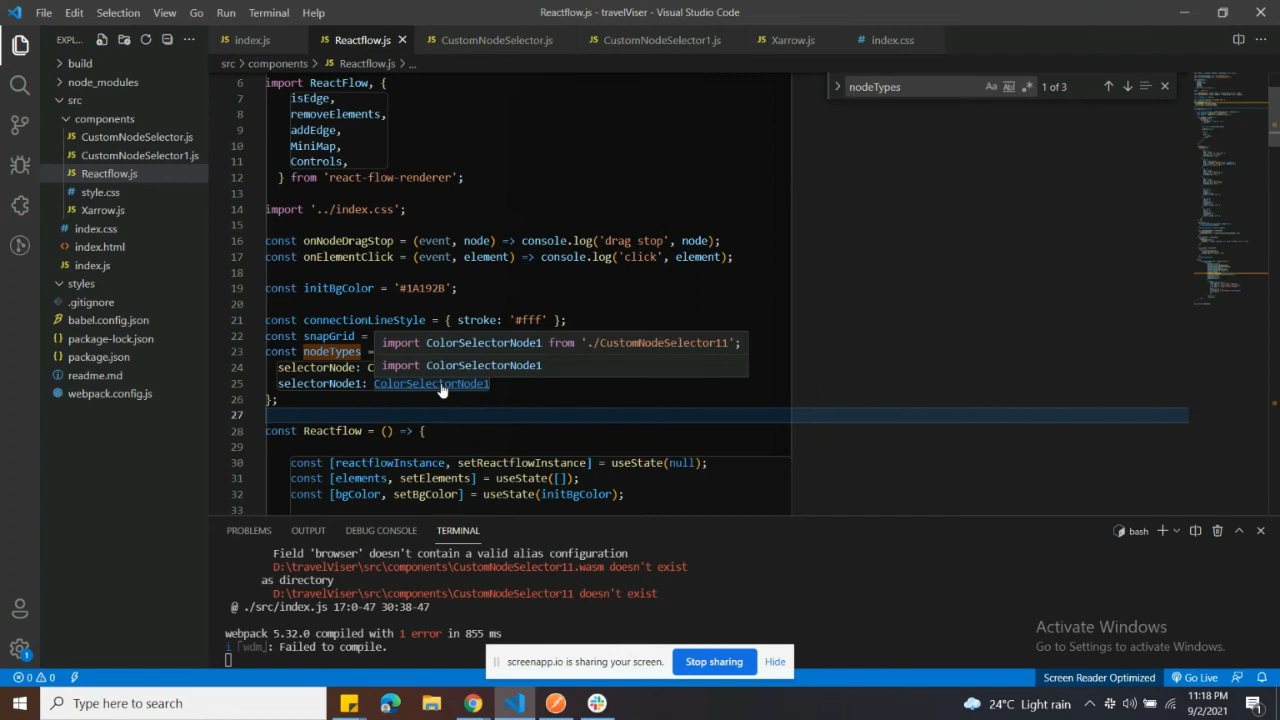 File Edit Selection View Go Run Terminal Help
Reactflow.js - travelViser - Visual Studio Code
EXPL...
index.js
Reactflow.js
CustomNodeSelector.js
CustomNodeSelector1.js
Xarrow.js
index.css
src > components > Reactflow.js > ...
build
node_modules
src
components
CustomNodeSelector.js
CustomNodeSelector1.js
Reactflow.js
style.css
Xarrow.js
index.css
index.html
index.js
styles
.gitignore
babel.config.json
package-lock.json
package.json
readme.md
webpack.config.js
nodeTypes
Aa ab .*
1 of 3
6 import ReactFlow, {
7 isEdge,
8 removeElements,
9 addEdge,
10 MiniMap,
11 Controls,
12 } from 'react-flow-renderer';
13
14 import '../index.css';
15
16 const onNodeDragStop = (event, node) => console.log('drag stop', node);
17 const onElementClick = (event, element) => console.log('click', element);
18
19 const initBgColor = '#1A192B';
20
21 const connectionLineStyle = { stroke: '#fff' };
22 const snapGrid =
23 const nodeTypes =
24 selectorNode: C
25 selectorNode1: ColorSelectorNode1
26 };
27
28 const Reactflow = () => {
29
30 const [reactflowInstance, setReactflowInstance] = useState(null);
31 const [elements, setElements] = useState([]);
32 const [bgColor, setBgColor] = useState(initBgColor);
33
import ColorSelectorNode1 from './CustomNodeSelector11';
import ColorSelectorNode1
PROBLEMS OUTPUT DEBUG CONSOLE TERMINAL
bash
Field 'browser' doesn't contain a valid alias configuration
D:\travelViser\src\components\CustomNodeSelector11.wasm doesn't exist
as directory
D:\travelViser\src\components\CustomNodeSelector11 doesn't exist
@ ./src/index.js 17:0-47 30:38-47
webpack 5.32.0 compiled with 1 error in 855 ms
i ｢wdm｣: Failed to compile.
Activate Windows
Go to Settings to activate Windows.
screenapp.io is sharing your screen.
Stop sharing
Hide
1
0 0
Screen Reader Optimized
Go Live
Type here to search
24°C Light rain
11:18 PM
9/2/2021
1